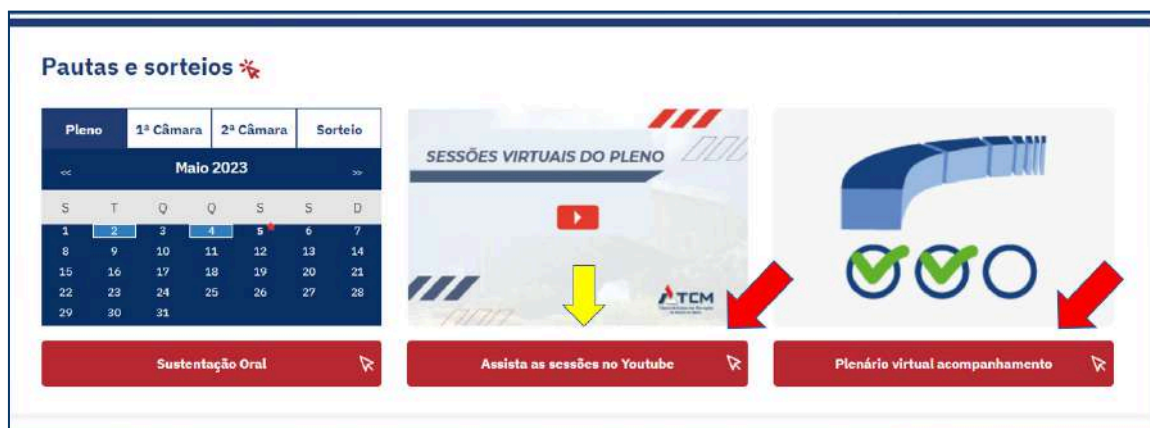 Pautas e sorteios
Pleno 1ª Câmara 2ª Câmara Sorteio
<< Maio 2023 >>
S T Q Q S S D
1 2 3 4 5 6 7
8 9 10 11 12 13 14
15 16 17 18 19 20 21
22 23 24 25 26 27 28
29 30 31
Sustentação Oral
SESSÕES VIRTUAIS DO PLENO
TCM
Assista as sessões no Youtube
Plenário virtual acompanhamento